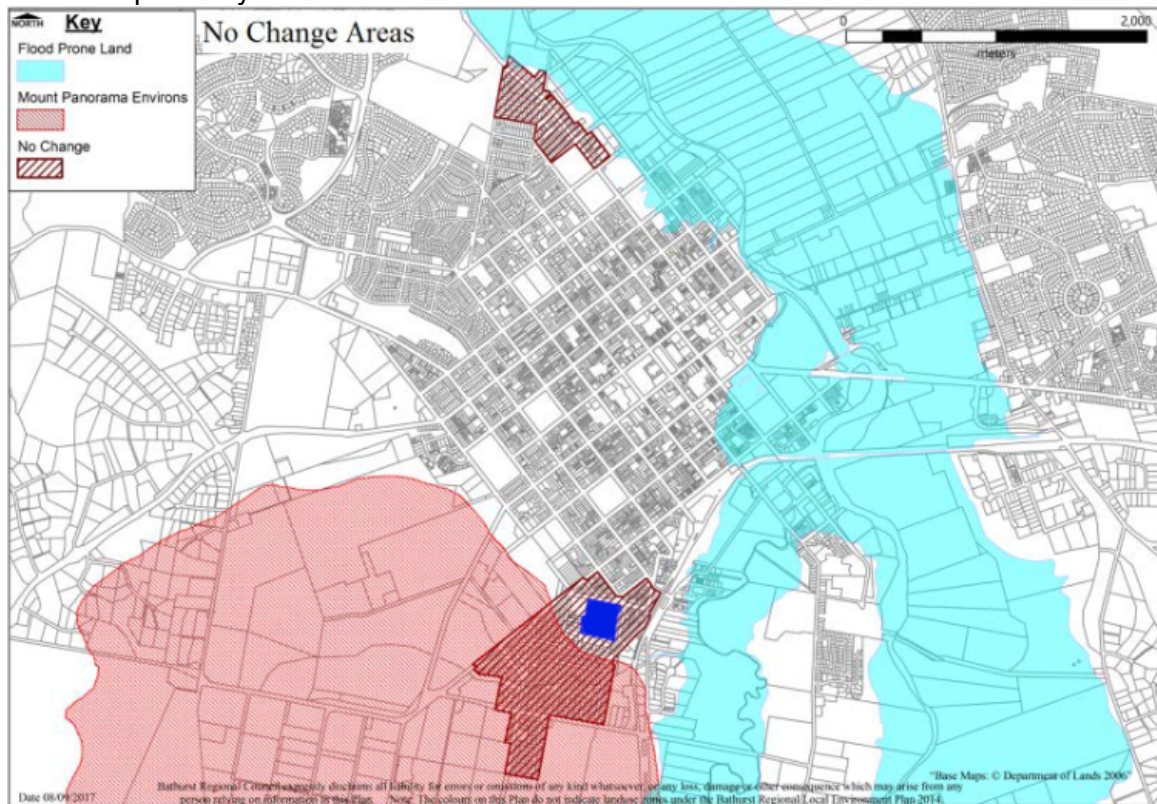 NORTH
Key
Flood Prone Land
Mount Panorama Environs
No Change
No Change Areas
0 2,000
meters
"Base Maps: © Department of Lands 2006"
Date 08/09/2017
Bathurst Regional Council expressly disclaims all liability for errors or omissions of any kind whatsoever, or any loss, damage or other consequence which may arise from any
person relying on information in this Plan. Note: The colours on this Plan do not indicate landuse zones under the Bathurst Regional Local Environment Plan 2014.